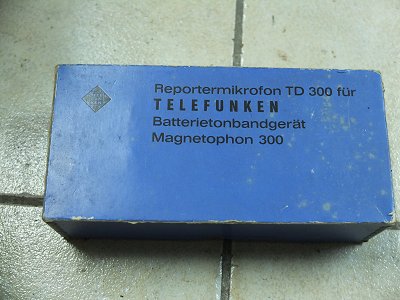 Reportermikrofon TD 300 für
TELEFUNKEN
Batterietonbandgerät
Magnetophon 300